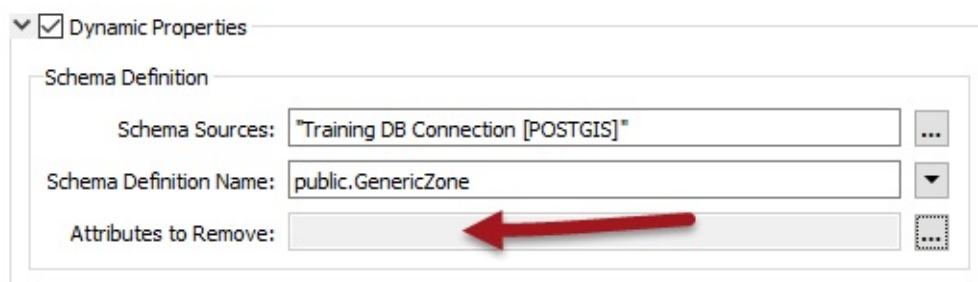 Dynamic Properties
Schema Definition
Schema Sources: "Training DB Connection [POSTGIS]" ...
Schema Definition Name: public.GenericZone
Attributes to Remove: ...